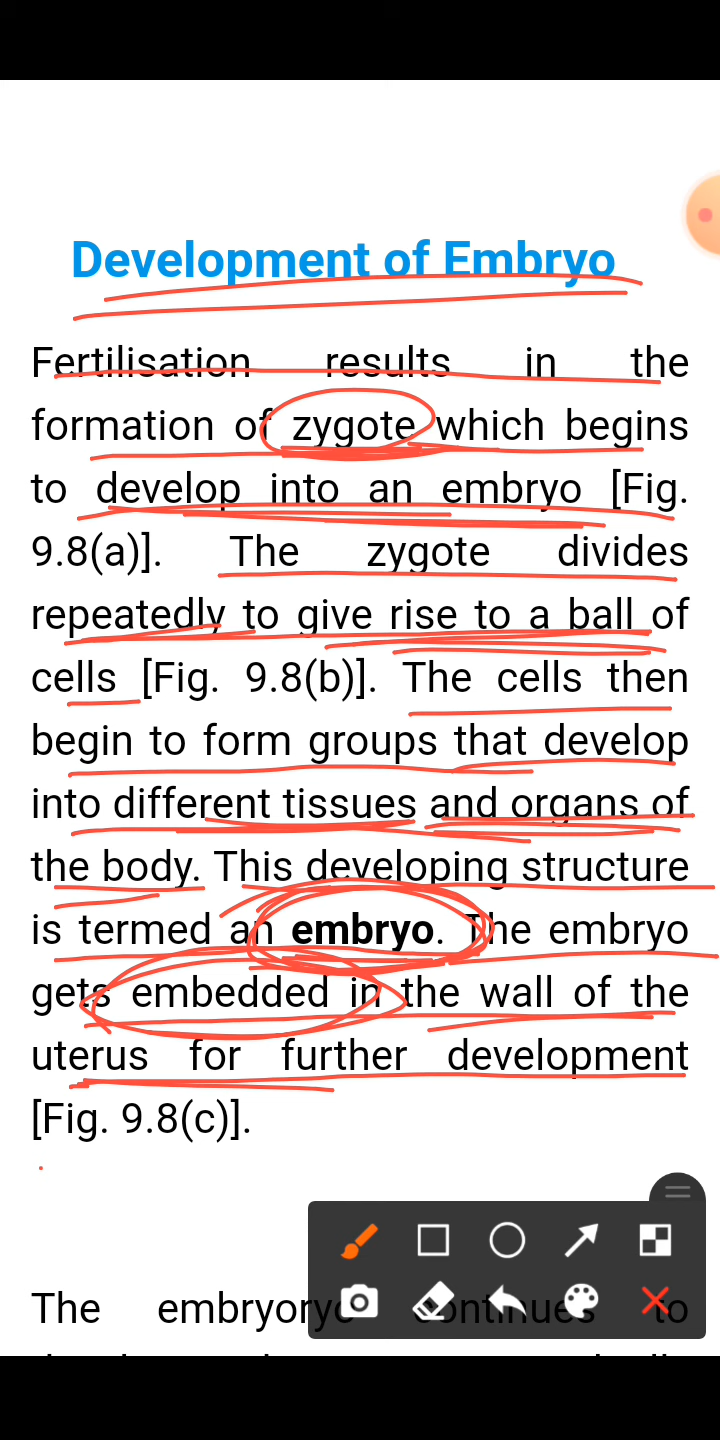 Development of Embryo
Fertilisation results in the
formation of zygote which begins
to develop into an embryo [Fig.
9.8(a)]. The zygote divides
repeatedly to give rise to a ball of
cells [Fig. 9.8(b)]. The cells then
begin to form groups that develop
into different tissues and organs of
the body. This developing structure
is termed an embryo. The embryo
gets embedded in the wall of the
uterus for further development
[Fig. 9.8(c)].
The embryoryo continues to